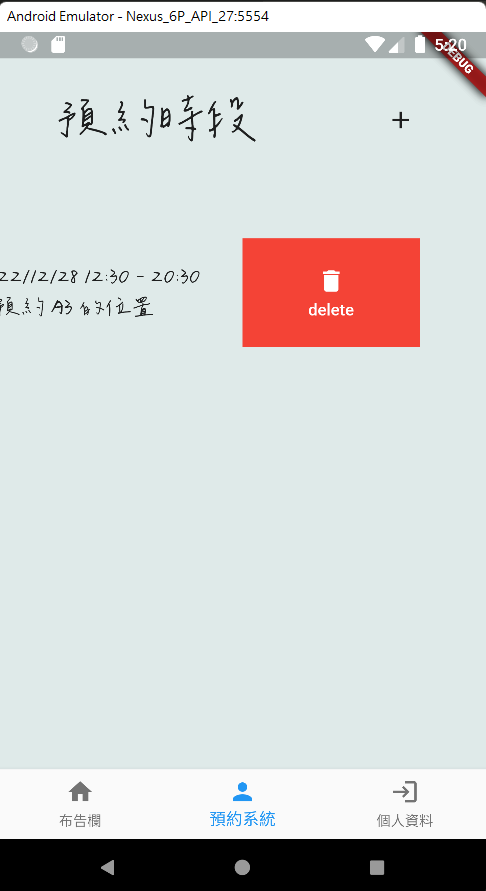 Android Emulator - Nexus_6P_API_27:5554
5:20
DEBUG
預約時段
+
22/12/28 12:30 - 20:30
預約 A3 的位置
delete
布告欄
預約系統
個人資料